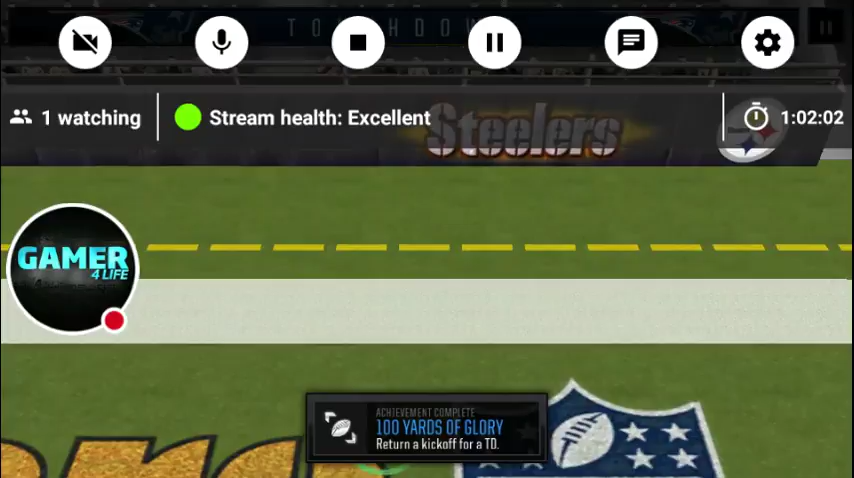 TOUCHDOWN
1 watching
Stream health: Excellent
1:02:02
Steelers
GAMER
4 LIFE
ACHIEVEMENT COMPLETE
100 YARDS OF GLORY
Return a kickoff for a TD.